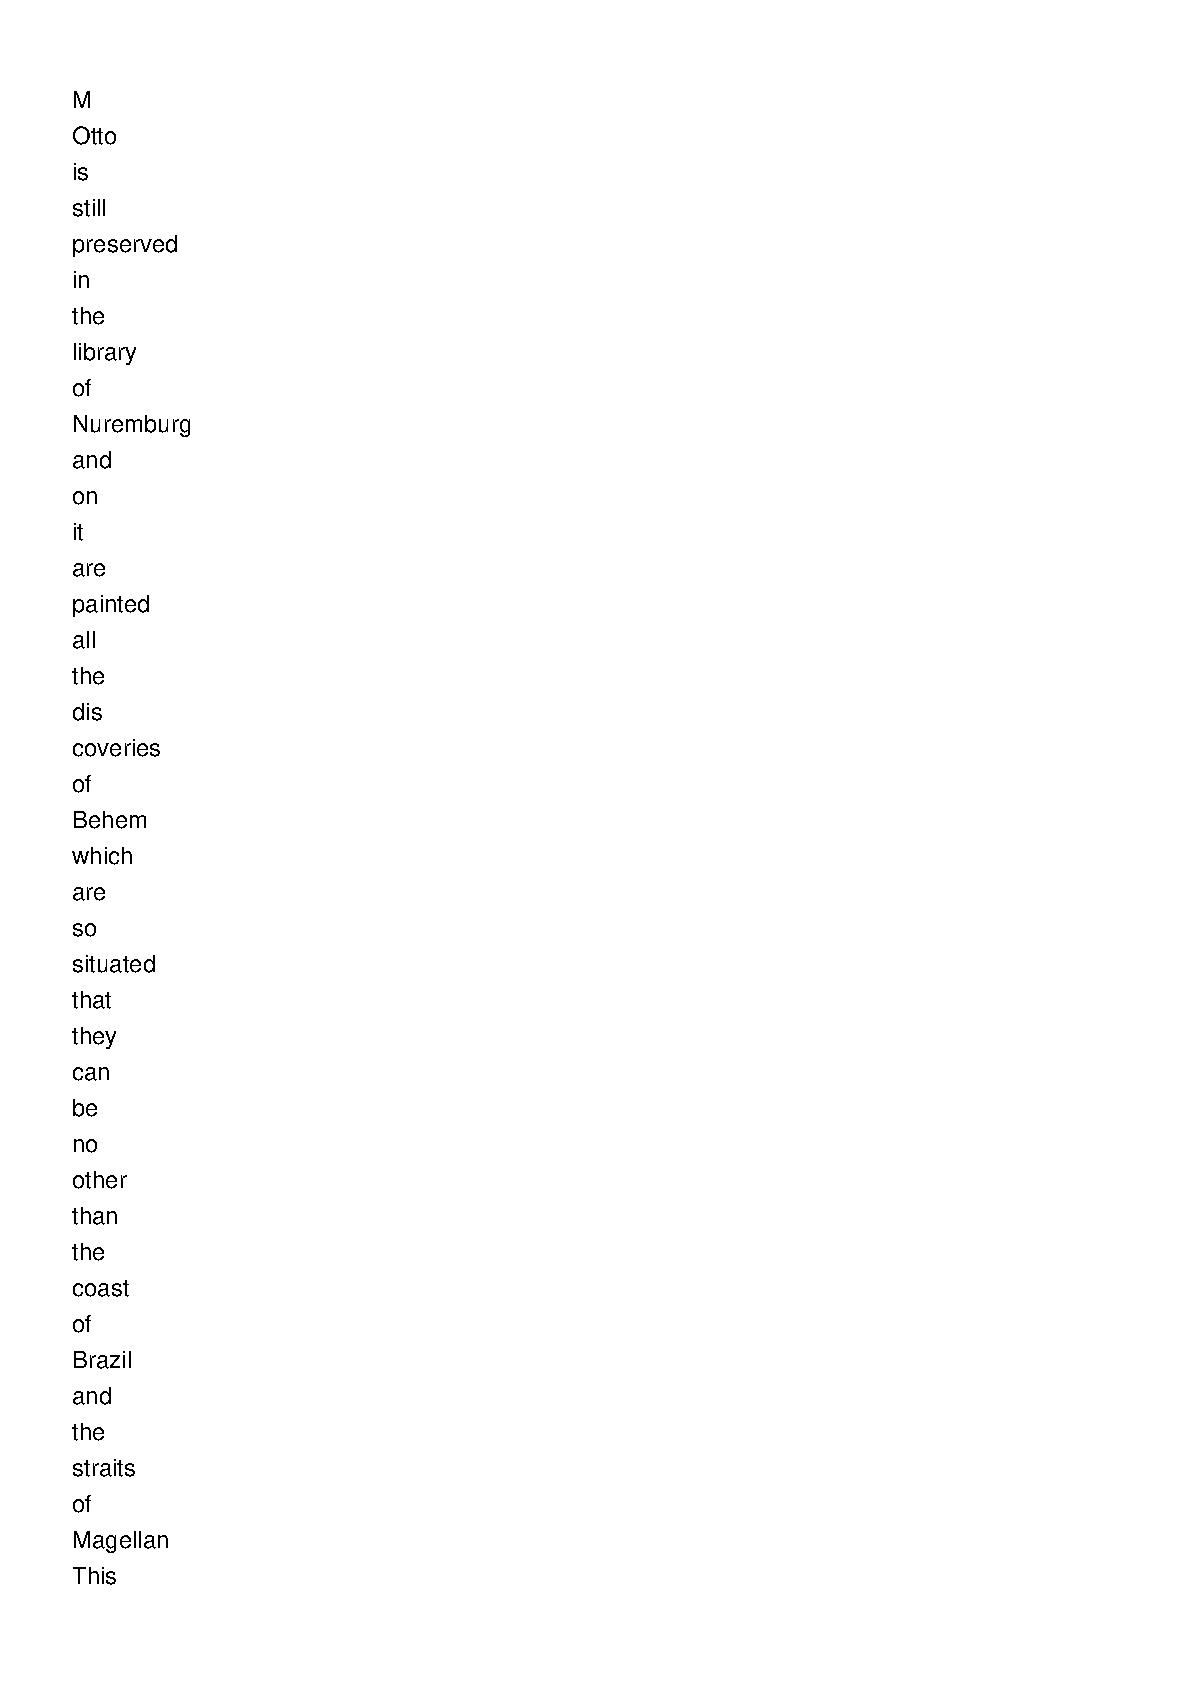 M
Otto
is
still
preserved
in
the
library
of
Nuremburg
and
on
it
are
painted
all
the
dis
coveries
of
Behem
which
are
so
situated
that
they
can
be
no
other
than
the
coast
of
Brazil
and
the
straits
of
Magellan
This